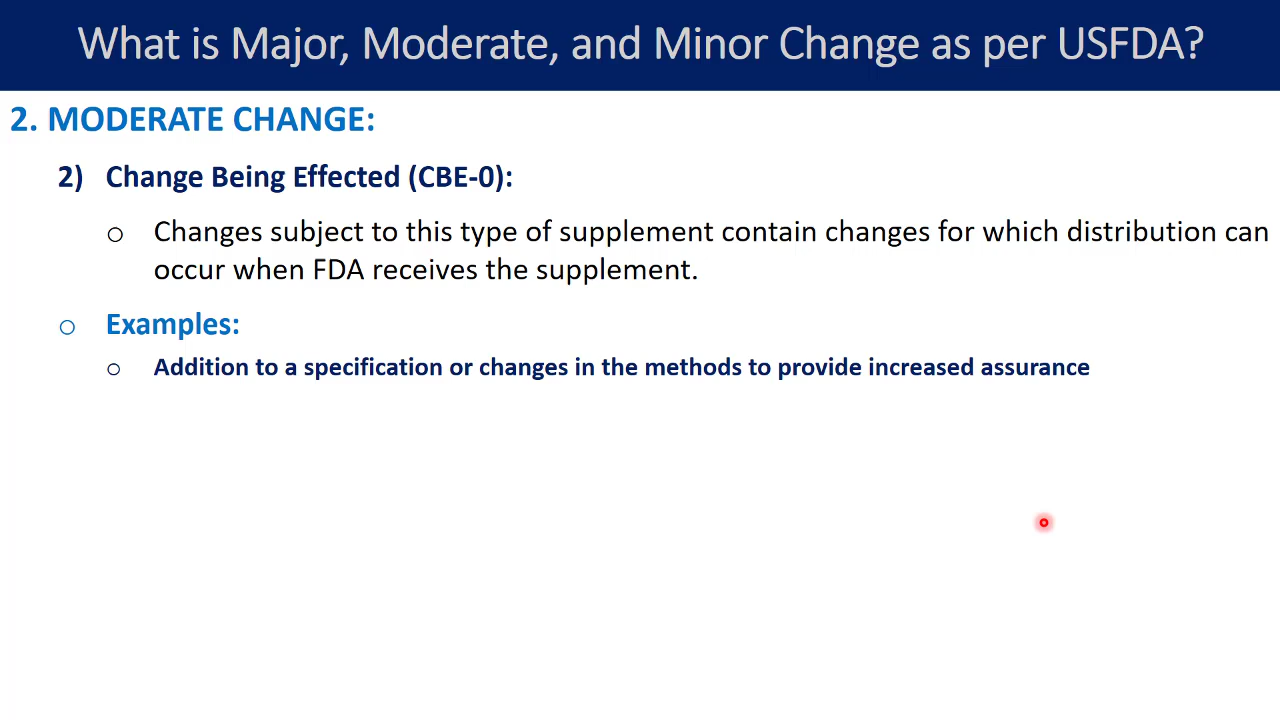 What is Major, Moderate, and Minor Change as per USFDA?
2. MODERATE CHANGE:
2) Change Being Effected (CBE-0):
o Changes subject to this type of supplement contain changes for which distribution can
occur when FDA receives the supplement.
o Examples:
o Addition to a specification or changes in the methods to provide increased assurance